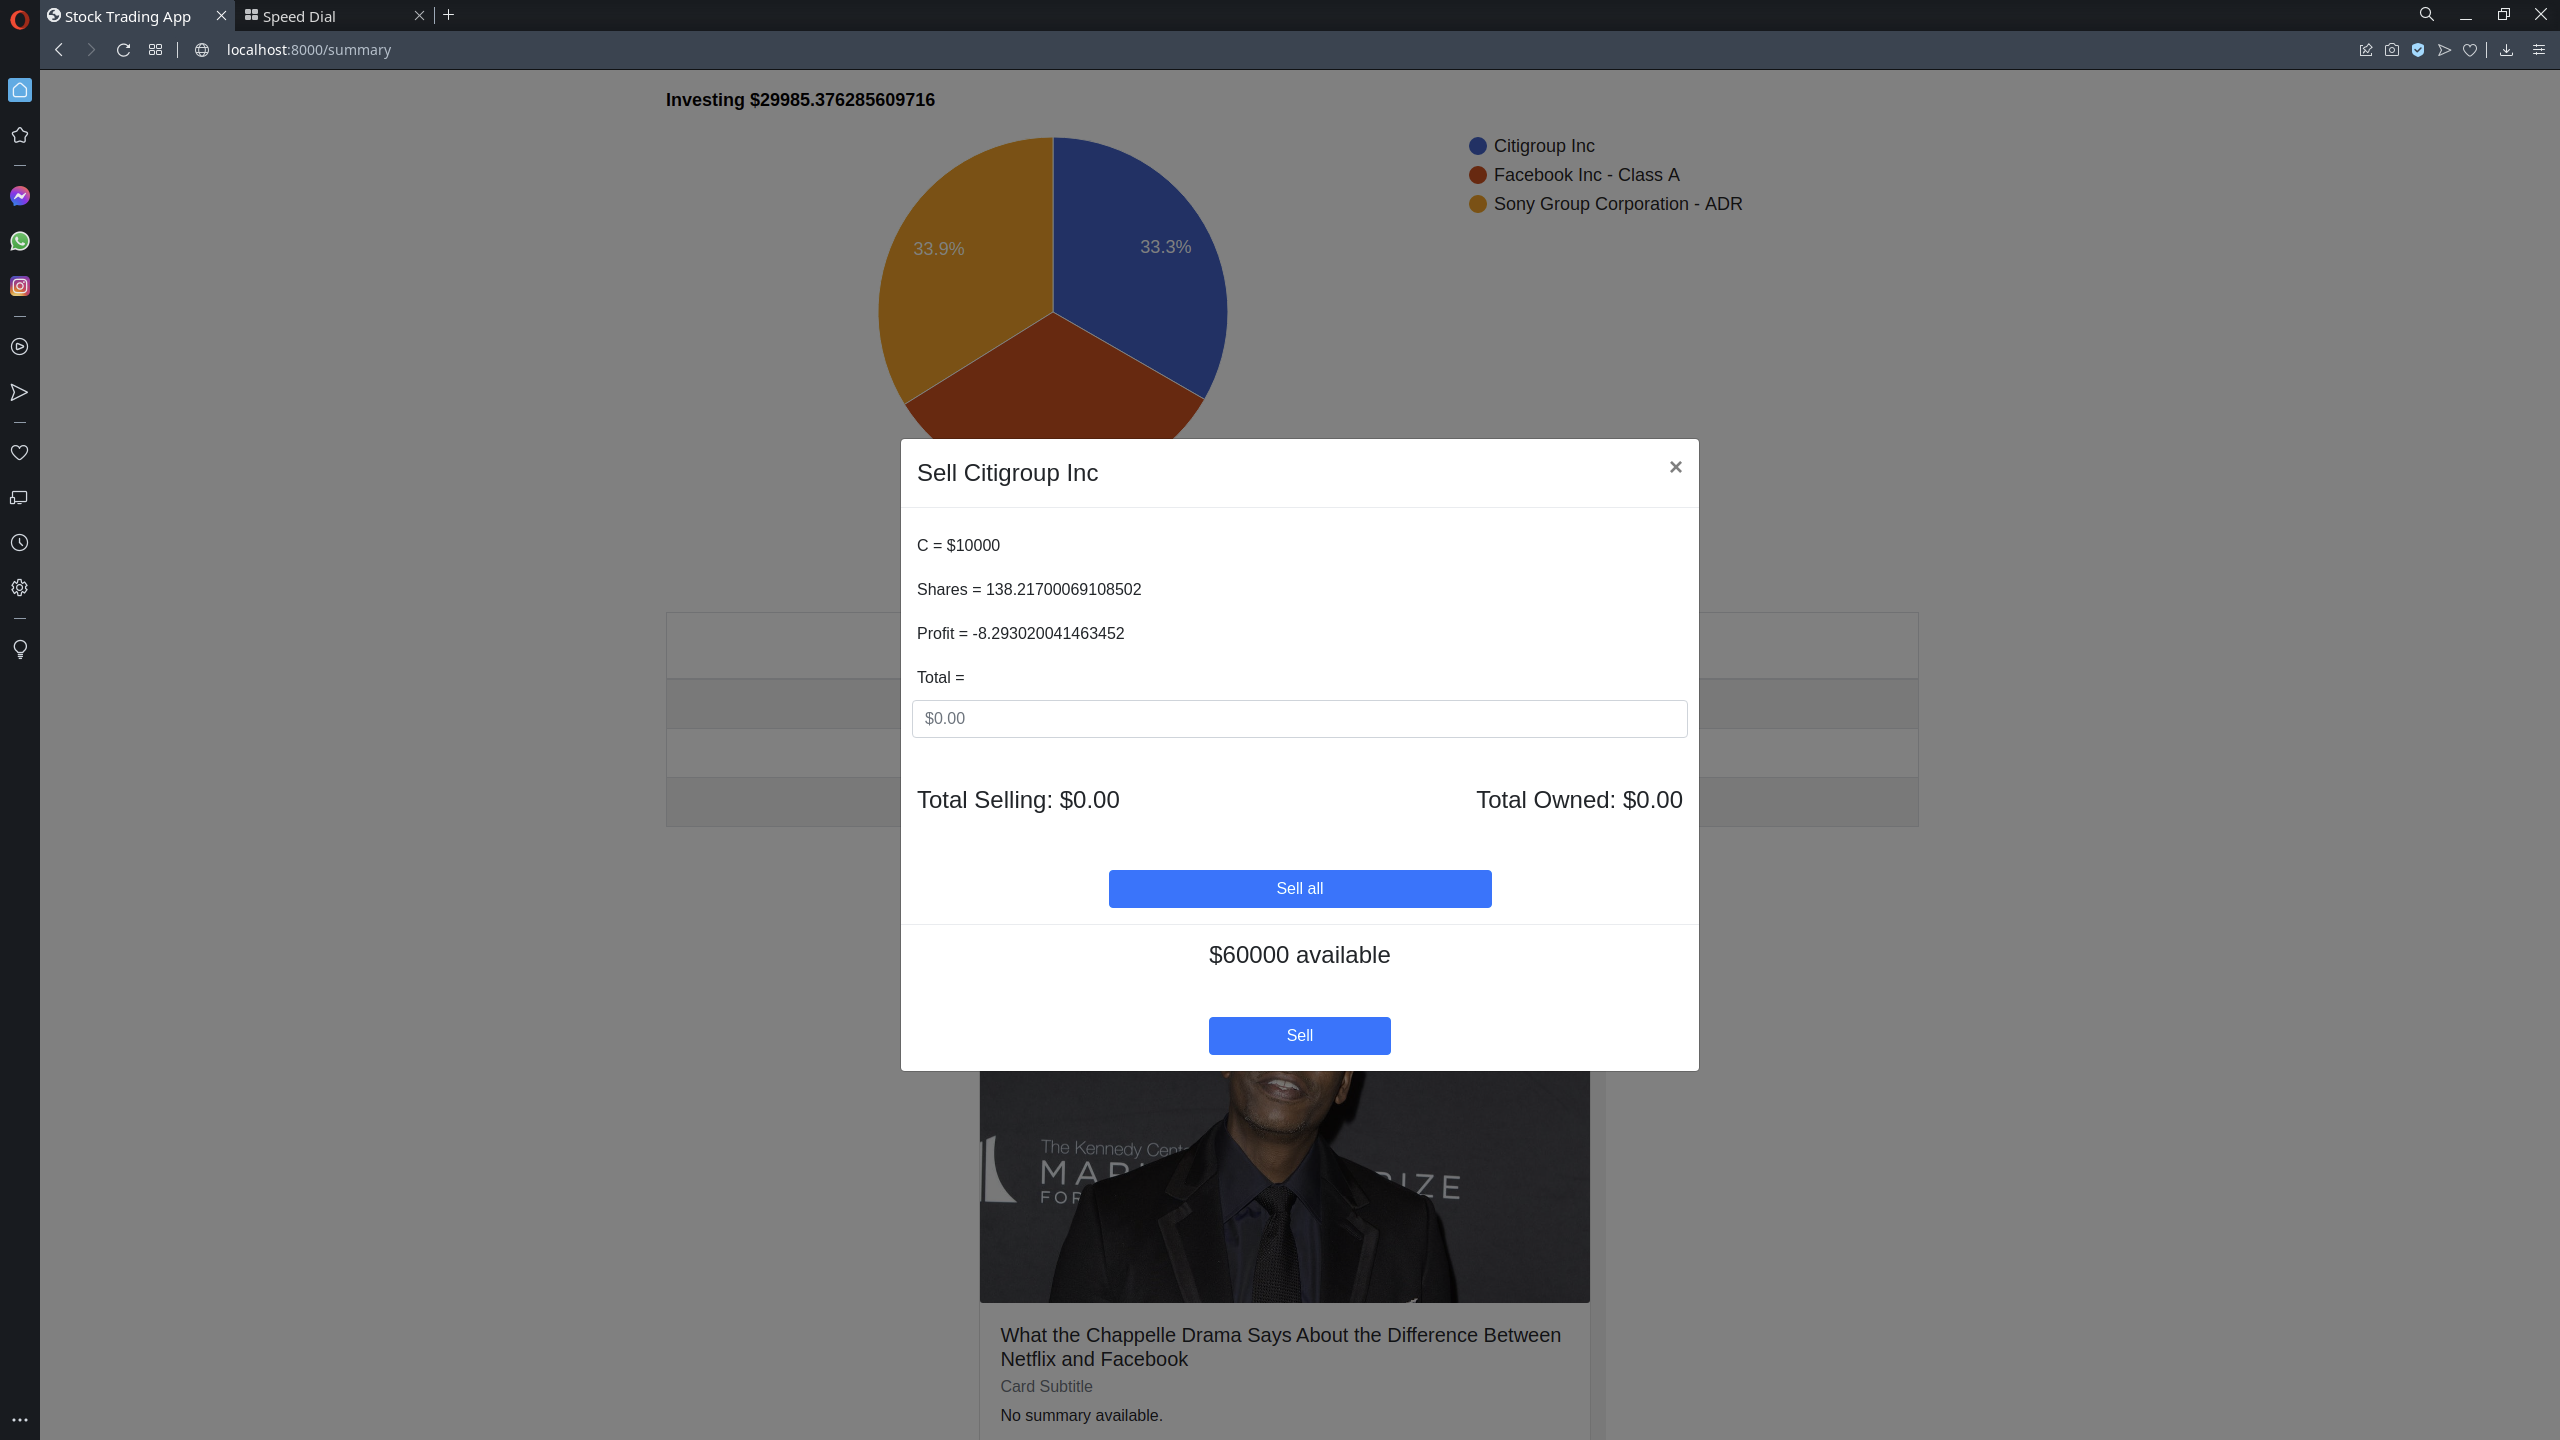 Stock Trading App
Speed Dial
localhost:8000/summary
Investing $29985.376285609716
33.9%
33.3%
Citigroup Inc
Facebook Inc - Class A
Sony Group Corporation - ADR
Sell Citigroup Inc
×
C = $10000
Shares = 138.21700069108502
Profit = -8.293020041463452
Total =
$0.00
Total Selling: $0.00
Total Owned: $0.00
Sell all
$60000 available
Sell
The Kennedy Cent
MAR
IZE
FOR
What the Chappelle Drama Says About the Difference Between
Netflix and Facebook
Card Subtitle
No summary available.